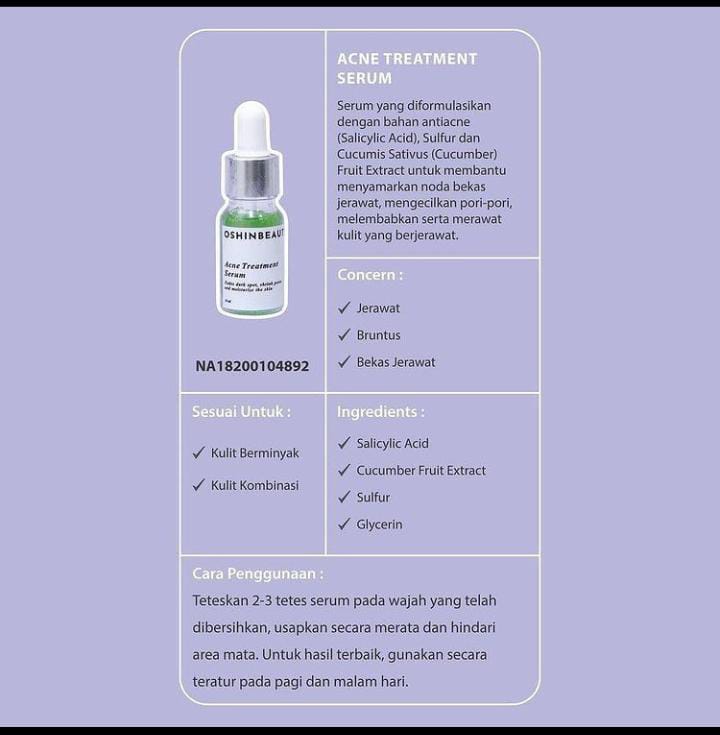 ACNE TREATMENT
SERUM
Serum yang diformulasikan
dengan bahan antiacne
(Salicylic Acid), Sulfur dan
Cucumis Sativus (Cucumber)
Fruit Extract untuk membantu
menyamarkan noda bekas
jerawat, mengecilkan pori-pori,
melembabkan serta merawat
kulit yang berjerawat.
OSHINBEAUT
Acne Treatment
Serum
Fades dark spot, shrink pores
and moisturize the skin
NA18200104892
Concern :
Jerawat
Bruntus
Bekas Jerawat
Sesuai Untuk :
Kulit Berminyak
Kulit Kombinasi
Ingredients :
Salicylic Acid
Cucumber Fruit Extract
Sulfur
Glycerin
Cara Penggunaan :
Teteskan 2-3 tetes serum pada wajah yang telah
dibersihkan, usapkan secara merata dan hindari
area mata. Untuk hasil terbaik, gunakan secara
teratur pada pagi dan malam hari.